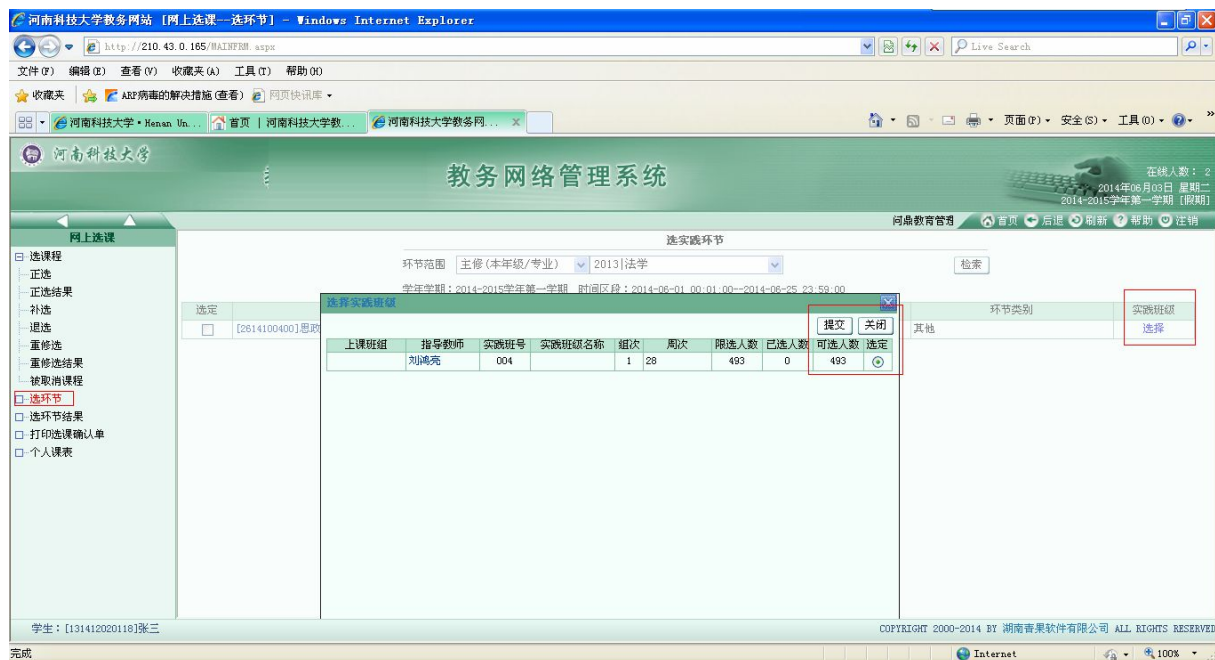 河南科技大学教务网站 [网上选课--选环节] - Windows Internet Explorer
http://210.43.0.165/MAINFRM.aspx
Live Search
文件(F) 编辑(E) 查看(V) 收藏夹(A) 工具(T) 帮助(H)
收藏夹 ARP病毒的解决措施(查看) 网页快讯库
河南科技大学·Henan Un... 首页 | 河南科技大学教... 河南科技大学教务网... X
页面(P) 安全(S) 工具(O) »
河南科技大学
教务网络管理系统
在线人数: 2
2014年06月03日 星期二
2014-2015学年第一学期 [假期]
问鼎教育管理 首页 后退 刷新 帮助 注销
网上选课
选课程
正选
正选结果
补选
退选
重修选
重修选结果
被取消课程
选环节
选环节结果
打印选课确认单
个人课表
选实践环节
环节范围 主修(本年级/专业) 2013|法学 检索
学年学期:2014-2015学年第一学期 时间区段:2014-06-01 00:01:00--2014-06-25 23:59:00
选定 环节类别 实践班级
[2614100400]思政 其他 选择
选择实践班级
提交 关闭
上课班组 指导教师 实践班号 实践班级名称 组次 周次 限选人数 已选人数 可选人数 选定
刘鸿亮 004 1 28 493 0 493
学生:[131412020118]张三
COPYRIGHT 2000-2014 BY 湖南青果软件有限公司 ALL RIGHTS RESERVED
完成 Internet 100%